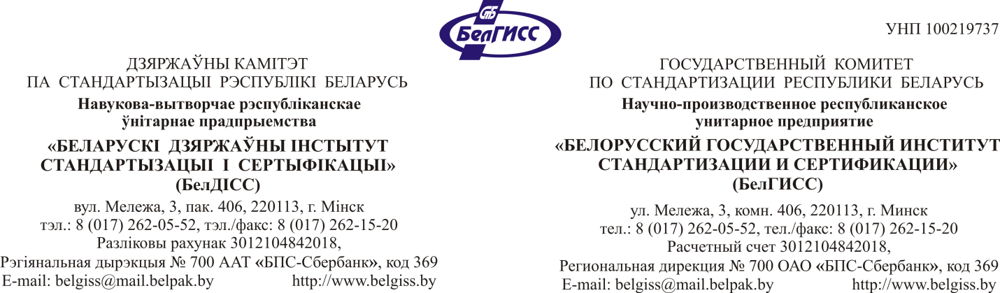 СТБ
БелГИСС
УНП 100219737
ДЗЯРЖАЎНЫ КАМІТЭТ
ПА СТАНДАРТЫЗАЦЫІ РЭСПУБЛІКІ БЕЛАРУСЬ
Навукова-вытворчае рэспубліканскае
ўнітарнае прадпрыемства
«БЕЛАРУСКІ ДЗЯРЖАЎНЫ ІНСТЫТУТ
СТАНДАРТЫЗАЦЫІ І СЕРТЫФІКАЦЫІ»
(БелДІСС)
вул. Мележа, 3, пак. 406, 220113, г. Мінск
тэл.: 8 (017) 262-05-52, тэл./факс: 8 (017) 262-15-20
Разліковы рахунак 3012104842018,
Рэгіянальная дырэкцыя № 700 ААТ «БПС-Сбербанк», код 369
E-mail: belgiss@mail.belpak.by http://www.belgiss.by
ГОСУДАРСТВЕННЫЙ КОМИТЕТ
ПО СТАНДАРТИЗАЦИИ РЕСПУБЛИКИ БЕЛАРУСЬ
Научно-производственное республиканское
унитарное предприятие
«БЕЛОРУССКИЙ ГОСУДАРСТВЕННЫЙ ИНСТИТУТ
СТАНДАРТИЗАЦИИ И СЕРТИФИКАЦИИ»
(БелГИСС)
ул. Мележа, 3, комн. 406, 220113, г. Минск
тел.: 8 (017) 262-05-52, тел./факс: 8 (017) 262-15-20
Расчетный счет 3012104842018,
Региональная дирекция № 700 ОАО «БПС-Сбербанк», код 369
E-mail: belgiss@mail.belpak.by http://www.belgiss.by